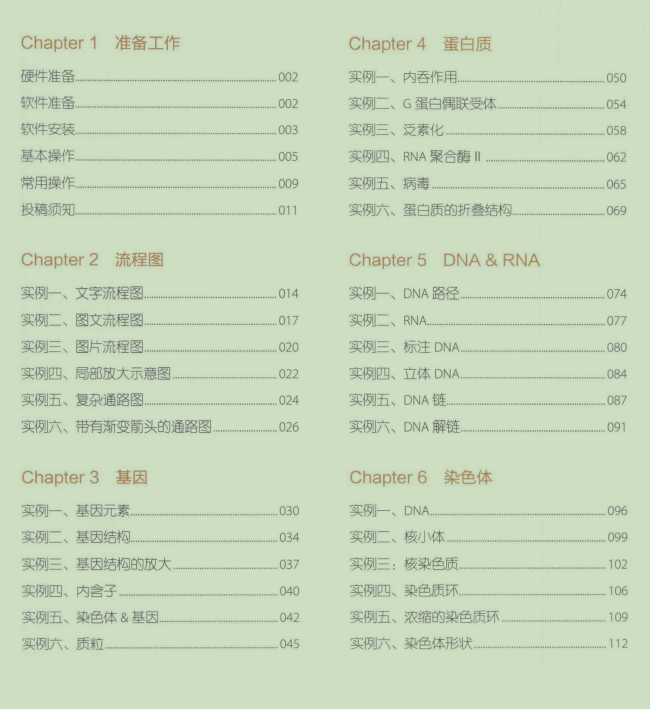 Chapter 1 准备工作
硬件准备 002
软件准备 002
软件安装 003
基本操作 005
常用操作 009
投稿须知 011
Chapter 2 流程图
实例一、文字流程图 014
实例二、图文流程图 017
实例三、图片流程图 020
实例四、局部放大示意图 022
实例五、复杂通路图 024
实例六、带有渐变箭头的通路图 026
Chapter 3 基因
实例一、基因元素 030
实例二、基因结构 034
实例三、基因结构的放大 037
实例四、内含子 040
实例五、染色体 & 基因 042
实例六、质粒 045
Chapter 4 蛋白质
实例一、内吞作用 050
实例二、G 蛋白偶联受体 054
实例三、泛素化 058
实例四、RNA 聚合酶 II 062
实例五、病毒 065
实例六、蛋白质的折叠结构 069
Chapter 5 DNA & RNA
实例一、DNA 路径 074
实例二、RNA 077
实例三、标注 DNA 080
实例四、立体 DNA 084
实例五、DNA 链 087
实例六、DNA 解链 091
Chapter 6 染色体
实例一、DNA 096
实例二、核小体 099
实例三：核染色质 102
实例四、染色质环 106
实例五、浓缩的染色质环 109
实例六、染色体形状 112